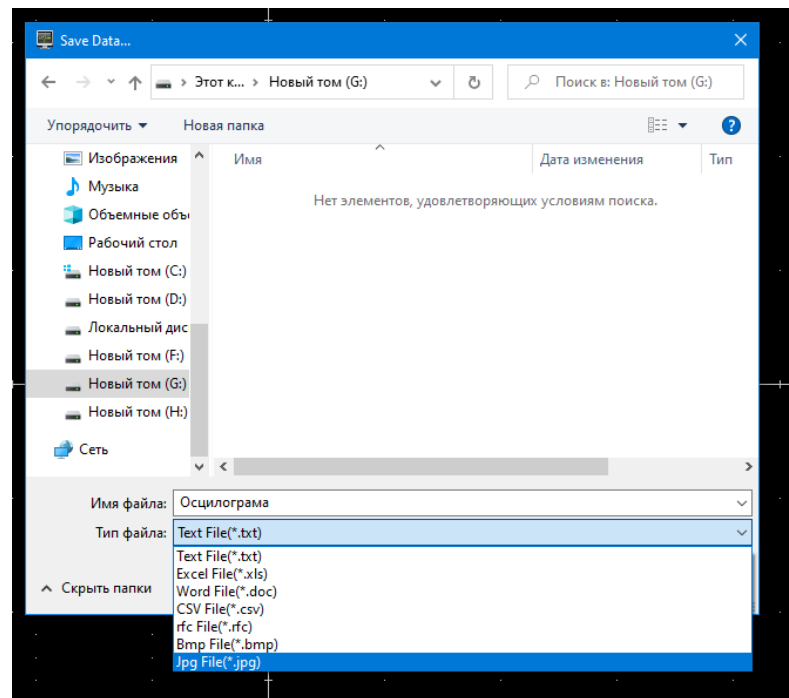 Save Data...
Этот к... Новый том (G:) Поиск в: Новый том (G:)
Упорядочить Новая папка
Изображения
Музыка
Объемные объ
Рабочий стол
Новый том (C:)
Новый том (D:)
Локальный дис
Новый том (F:)
Новый том (G:)
Новый том (H:)
Сеть
Имя Дата изменения Тип
Нет элементов, удовлетворяющих условиям поиска.
Имя файла: Осцилограма
Тип файла: Text File(*.txt)
Text File(*.txt)
Excel File(*.xls)
Word File(*.doc)
CSV File(*.csv)
rfc File(*.rfc)
Bmp File(*.bmp)
Jpg File(*.jpg)
Скрыть папки